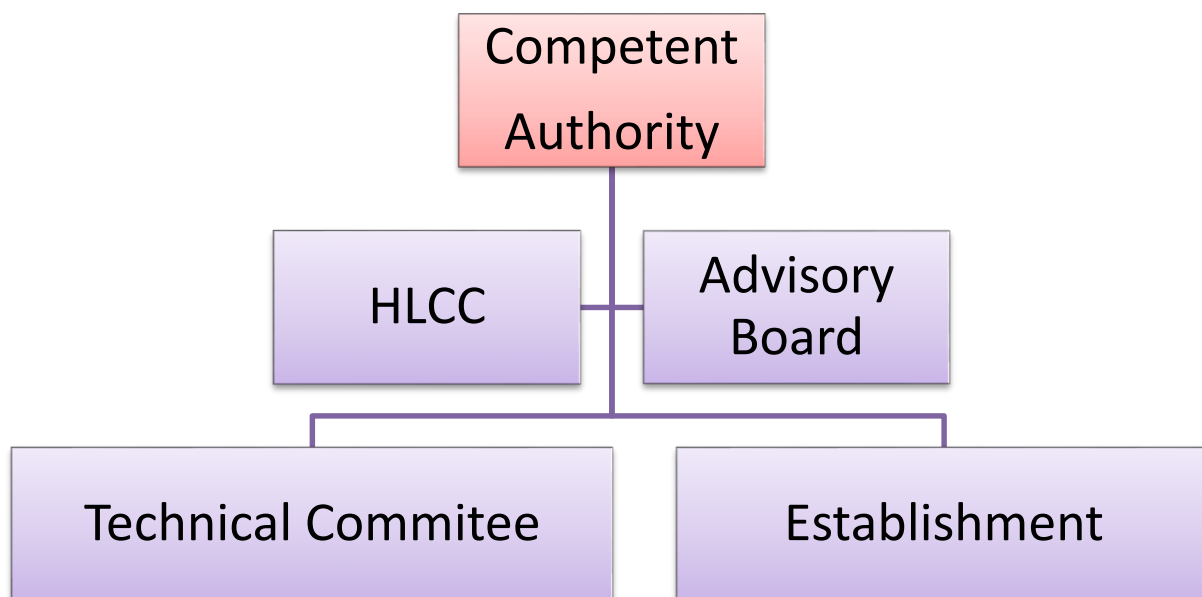 Competent
Authority
HLCC
Advisory
Board
Technical Commitee
Establishment